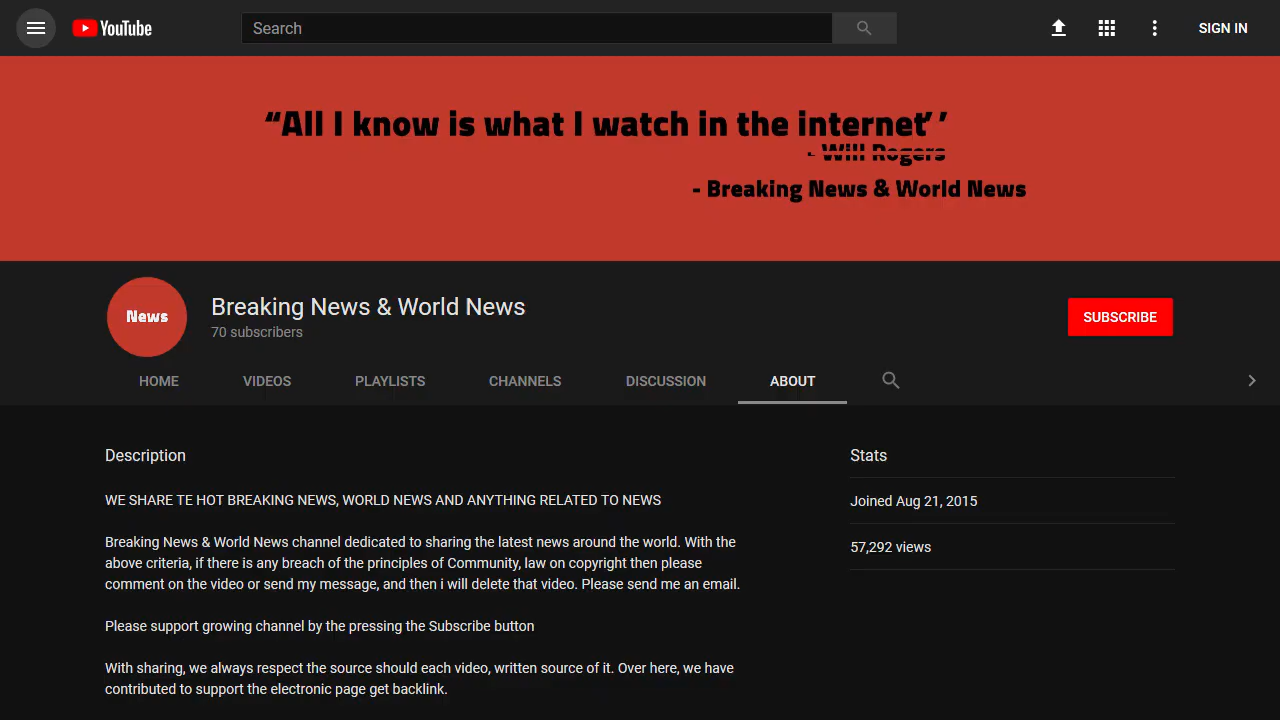 YouTube
Search
SIGN IN
“All I know is what I watch in the internet’’
- Will Rogers
- Breaking News & World News
News
Breaking News & World News
70 subscribers
SUBSCRIBE
HOME VIDEOS PLAYLISTS CHANNELS DISCUSSION ABOUT
Description
WE SHARE TE HOT BREAKING NEWS, WORLD NEWS AND ANYTHING RELATED TO NEWS
Breaking News & World News channel dedicated to sharing the latest news around the world. With the
above criteria, if there is any breach of the principles of Community, law on copyright then please
comment on the video or send my message, and then i will delete that video. Please send me an email.
Please support growing channel by the pressing the Subscribe button
With sharing, we always respect the source should each video, written source of it. Over here, we have
contributed to support the electronic page get backlink.
Stats
Joined Aug 21, 2015
57,292 views